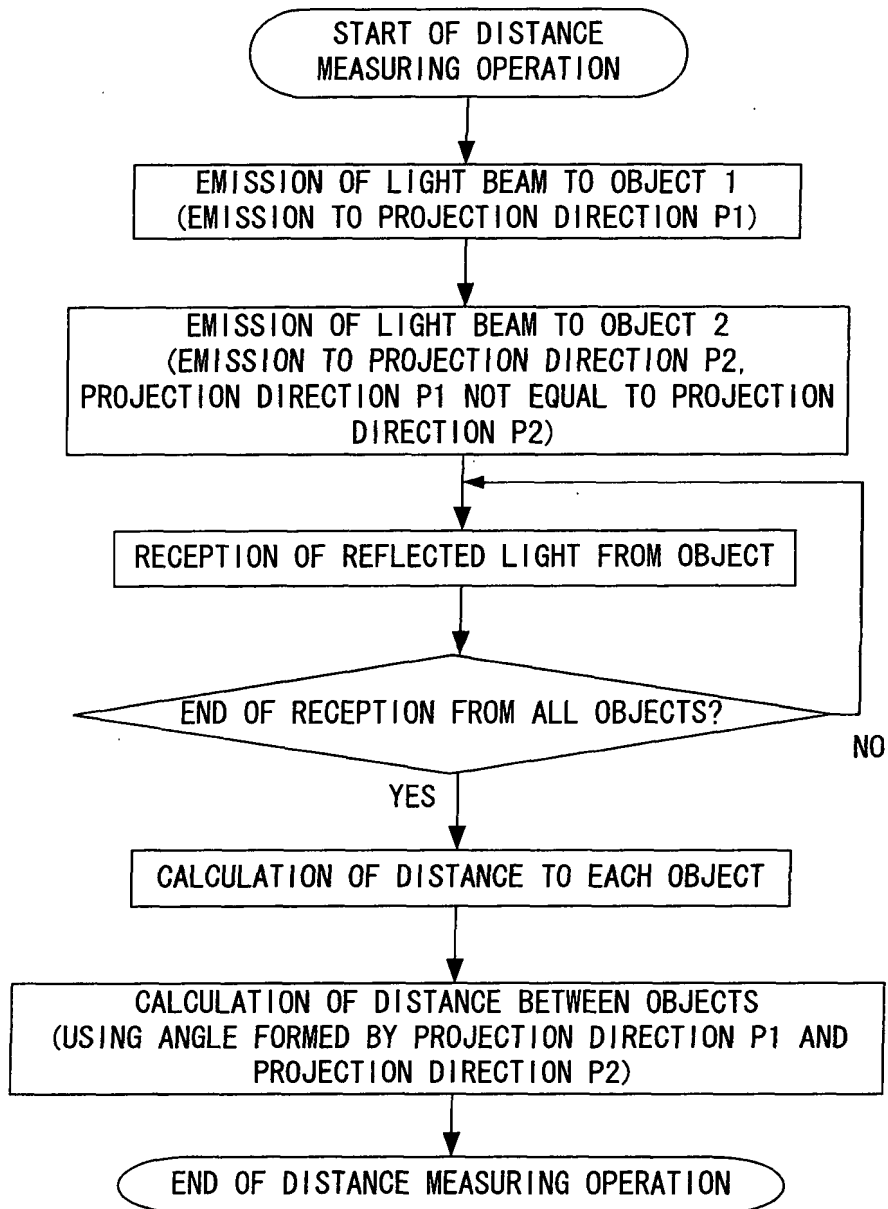 START OF DISTANCE
MEASURING OPERATION
EMISSION OF LIGHT BEAM TO OBJECT 1
(EMISSION TO PROJECTION DIRECTION P1)
EMISSION OF LIGHT BEAM TO OBJECT 2
(EMISSION TO PROJECTION DIRECTION P2,
PROJECTION DIRECTION P1 NOT EQUAL TO PROJECTION
DIRECTION P2)
RECEPTION OF REFLECTED LIGHT FROM OBJECT
END OF RECEPTION FROM ALL OBJECTS?
NO
YES
CALCULATION OF DISTANCE TO EACH OBJECT
CALCULATION OF DISTANCE BETWEEN OBJECTS
(USING ANGLE FORMED BY PROJECTION DIRECTION P1 AND
PROJECTION DIRECTION P2)
END OF DISTANCE MEASURING OPERATION